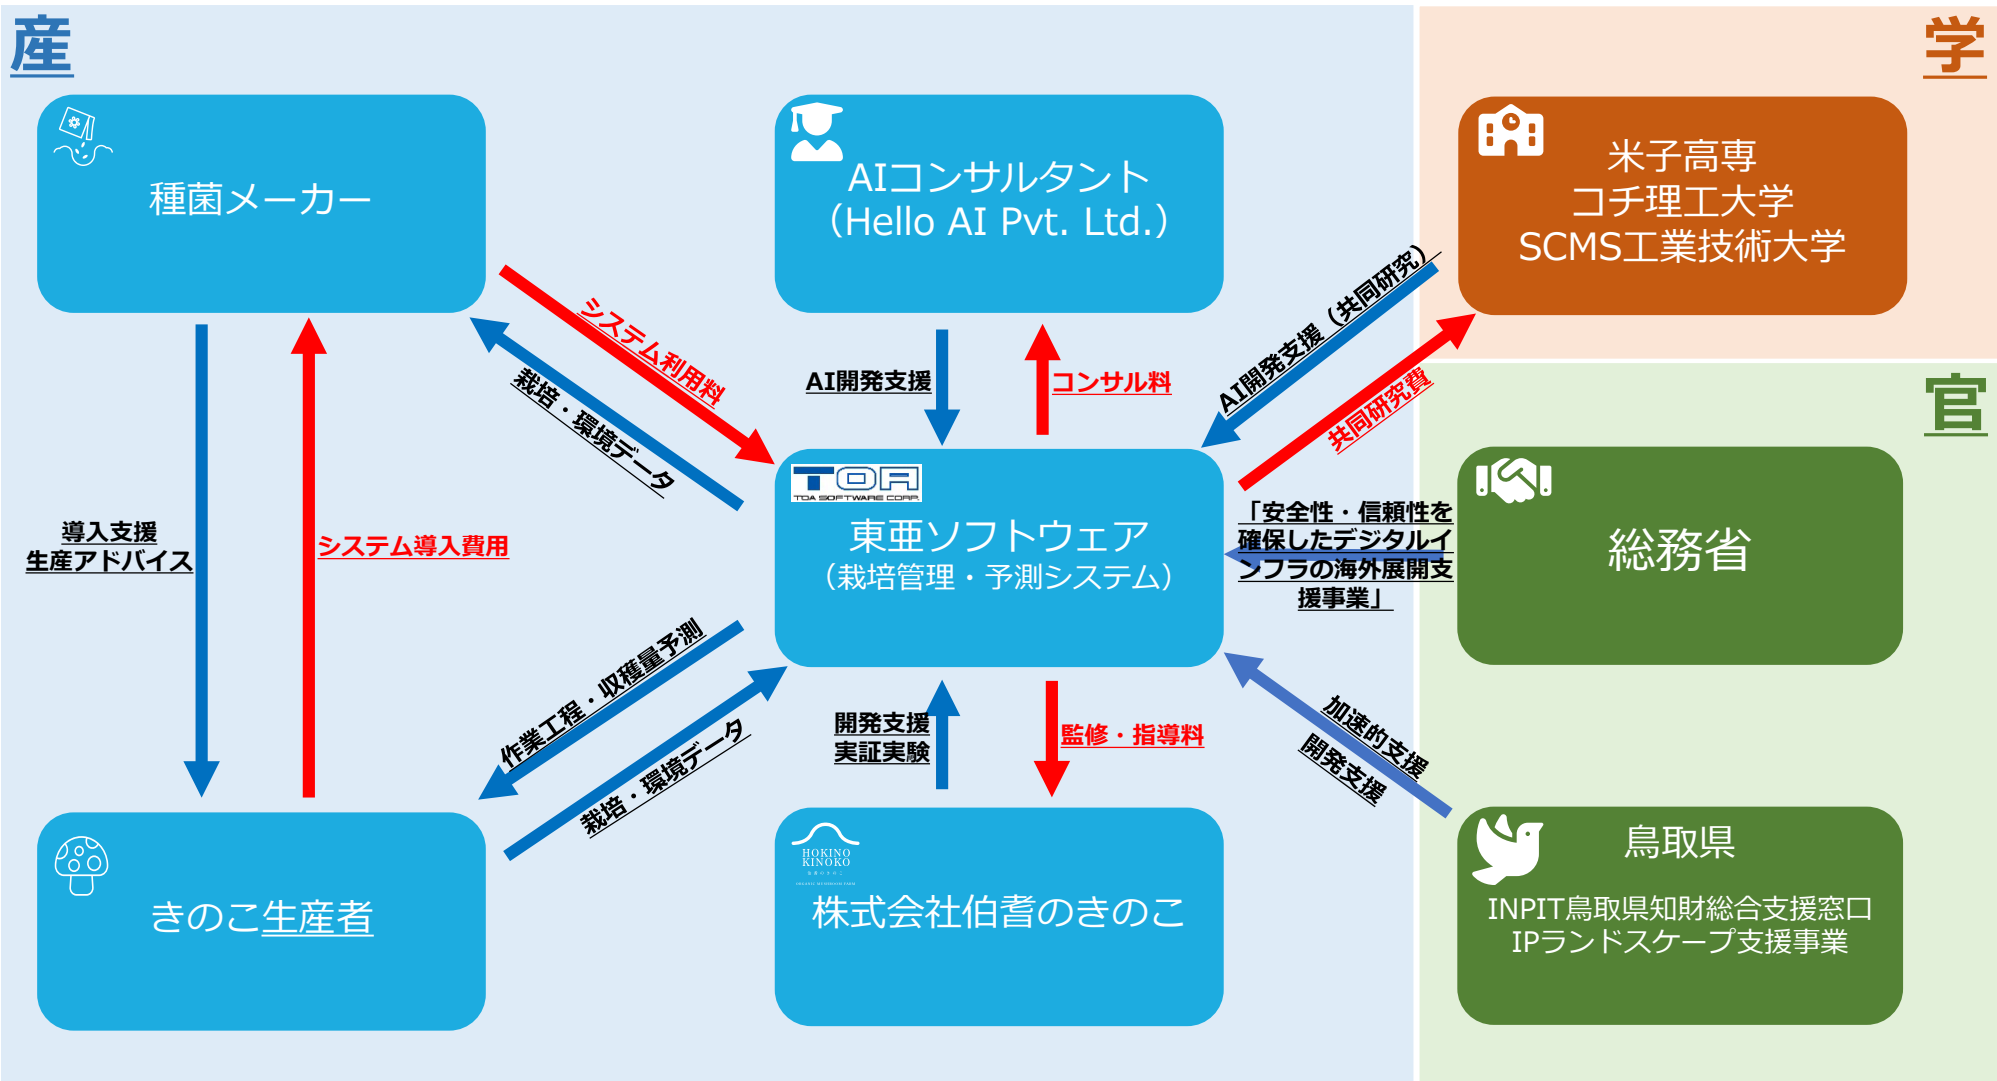 産
学
官
種菌メーカー
AIコンサルタント
（Hello AI Pvt. Ltd.）
米子高専
コチ理工大学
SCMS工業技術大学
システム利用料
栽培・環境データ
AI開発支援
コンサル料
AI開発支援（共同研究）
共同研究費
TOA
TOA SOFTWARE CORP.
東亜ソフトウェア
（栽培管理・予測システム）
「安全性・信頼性を
確保したデジタルイ
ンフラの海外展開支
援事業」
総務省
導入支援
生産アドバイス
システム導入費用
作業工程・収穫量予測
栽培・環境データ
開発支援
実証実験
監修・指導料
加速的支援
開発支援
きのこ生産者
HOKINO
KINOKO
株式会社伯耆のきのこ
鳥取県
INPIT鳥取県知財総合支援窓口
IPランドスケープ支援事業